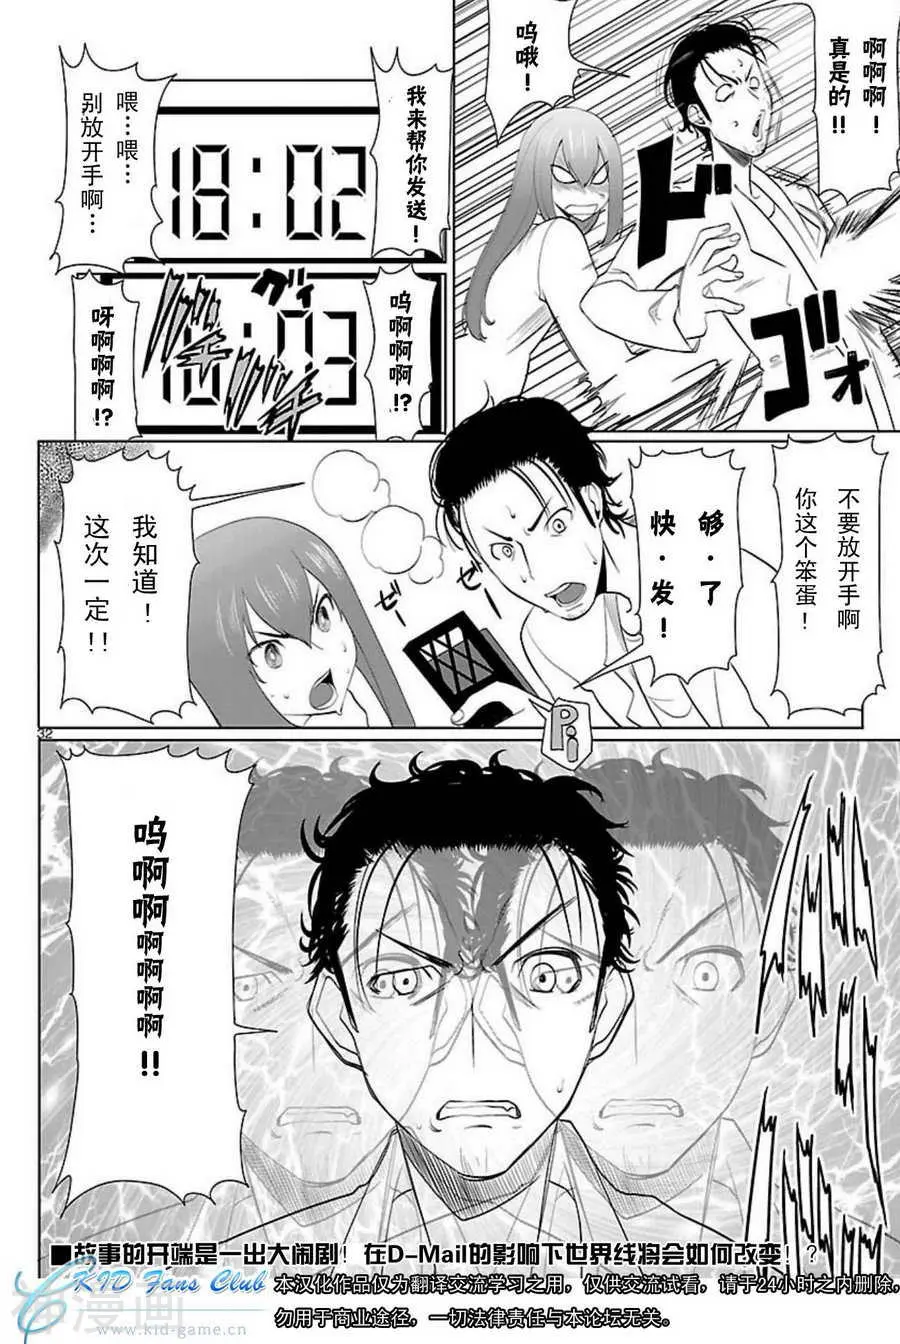 啊啊啊！
真是的！！
呜哦！
ドド
ゴオ
我来帮你
发送！
18:02
喂…喂…
别放开手啊…
呜啊啊啊！？
呀啊啊啊！？
不要放开手啊
你这个笨蛋！
够·了
快·发！
ゼエ
ゼエ
我知道！
这次一定！！
Pi
32
呜啊啊啊啊啊啊！！
■故事的开端是一出大闹剧！在D-Mail的影响下世界线将会如何改变！？
KID Fans Club
www.kid-game.cn
本汉化作品仅为翻译交流学习之用，仅供交流试看，请于24小时之内删除，
勿用于商业途径，一切法律责任与本论坛无关。